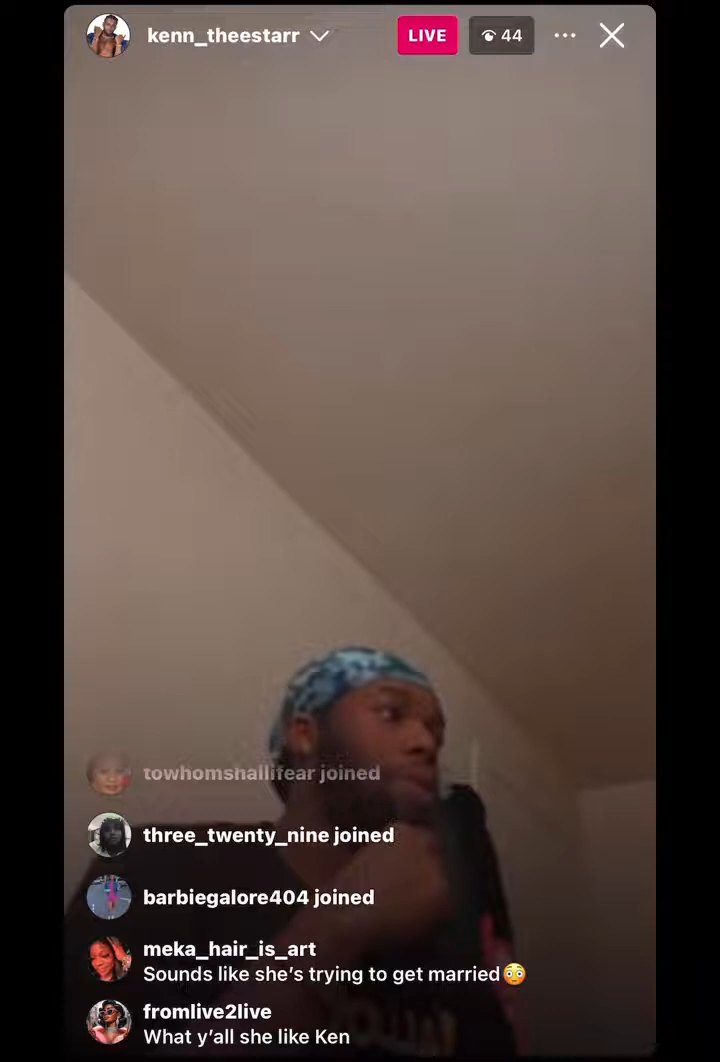 kenn_theestarr
LIVE
44
towhomshallifear joined
three_twenty_nine joined
barbiegalore404 joined
meka_hair_is_art
Sounds like she’s trying to get married😳
fromlive2live
What y’all she like Ken